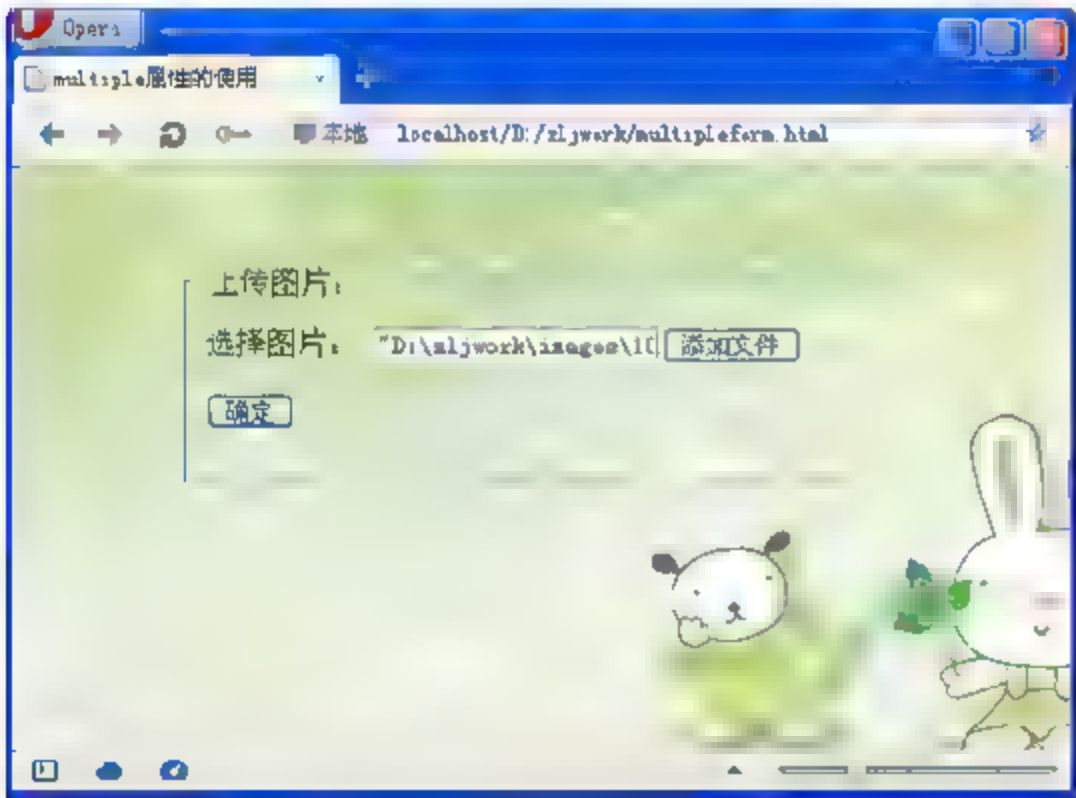 Opera
multiple属性的使用
本地 localhost/D:/zljwork/multipleform.html
上传图片：
选择图片： "D:\zljwork\images\10 添加文件
确定